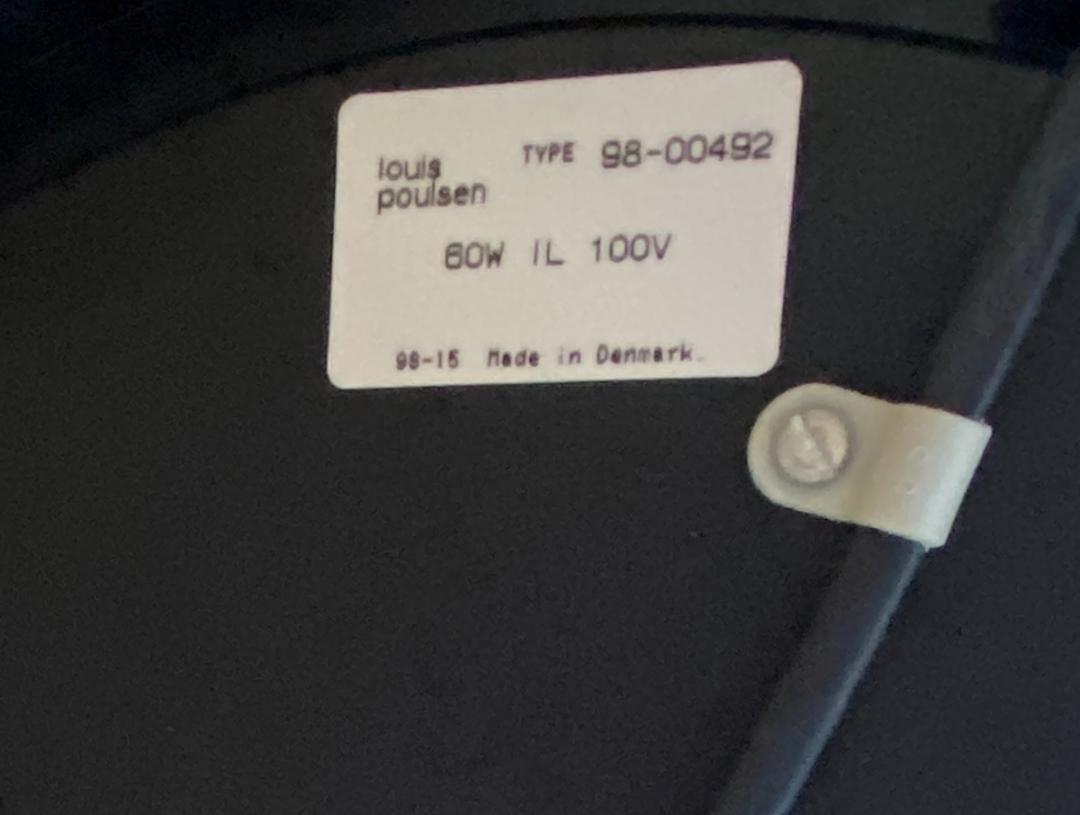 louis
poulsen
TYPE 98-00492
60W IL 100V
98-15 Made in Denmark.